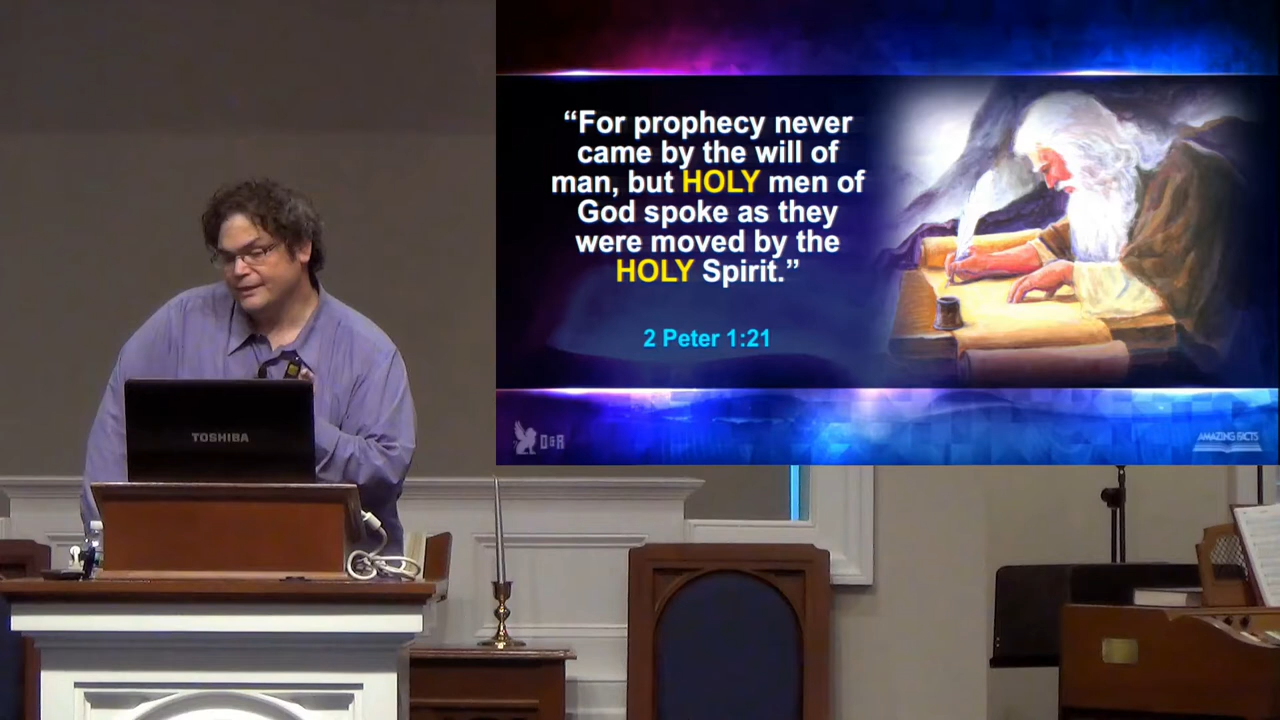 “For prophecy never
came by the will of
man, but HOLY men of
God spoke as they
were moved by the
HOLY Spirit.”
2 Peter 1:21
D&R
AMAZING FACTS
TOSHIBA